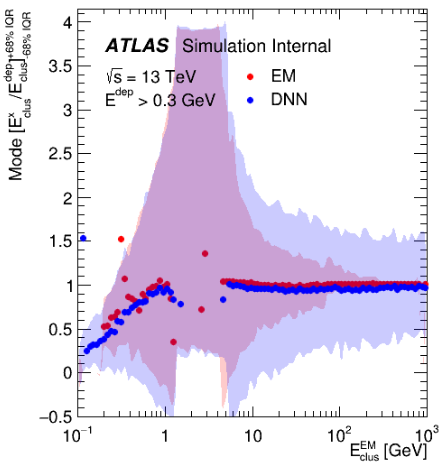 ATLAS Simulation Internal
√s = 13 TeV
E^dep > 0.3 GeV
EM
DNN
Mode [E^x_clus/E^dep_clus]^+68% IQR_-68% IQR
4
3.5
3
2.5
2
1.5
1
0.5
0
−0.5
10^−1 1 10 10^2 10^3
E^EM_clus [GeV]